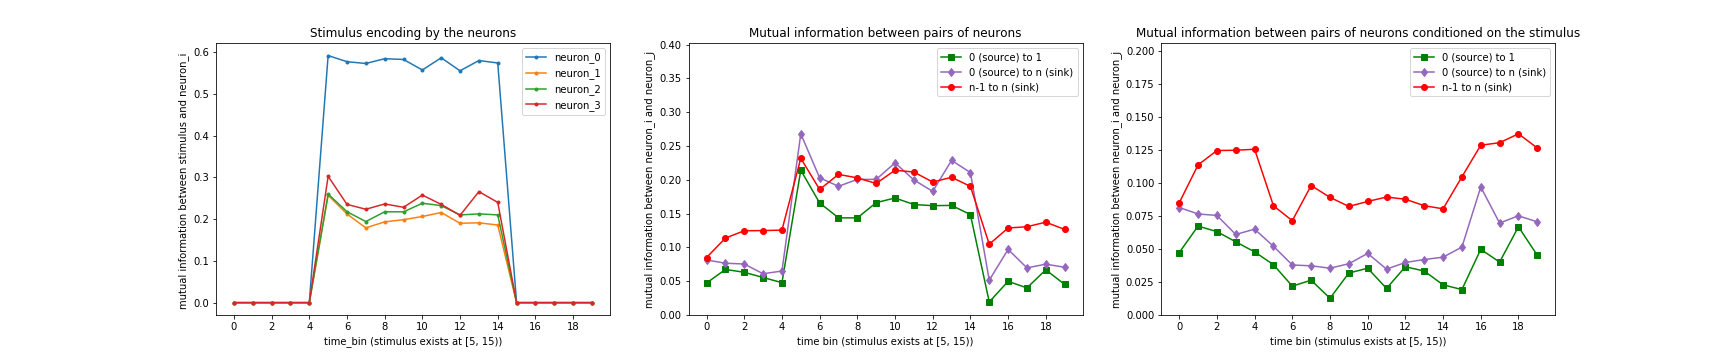 Stimulus encoding by the neurons
mutual information between stimulus and neuron_i
0.6
0.5
0.4
0.3
0.2
0.1
0.0
neuron_0
neuron_1
neuron_2
neuron_3
0 2 4 6 8 10 12 14 16 18
time_bin (stimulus exists at [5, 15))
Mutual information between pairs of neurons
mutual information between neuron_i and neuron_j
0.40
0.35
0.30
0.25
0.20
0.15
0.10
0.05
0.00
0 (source) to 1
0 (source) to n (sink)
n-1 to n (sink)
0 2 4 6 8 10 12 14 16 18
time bin (stimulus exists at [5, 15))
Mutual information between pairs of neurons conditioned on the stimulus
mutual information between neuron_i and neuron_j
0.200
0.175
0.150
0.125
0.100
0.075
0.050
0.025
0.000
0 (source) to 1
0 (source) to n (sink)
n-1 to n (sink)
0 2 4 6 8 10 12 14 16 18
time bin (stimulus exists at [5, 15))